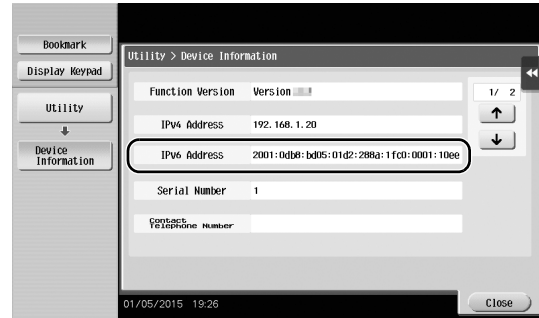 Bookmark
Display Keypad
Utility
Device
Information
Utility > Device Information
Function Version Version
1/ 2
IPv4 Address 192.168.1.20
IPv6 Address 2001:0db8:bd05:01d2:288a:1fc0:0001:10ee
Serial Number 1
Contact
Telephone Number
01/05/2015 19:26
Close